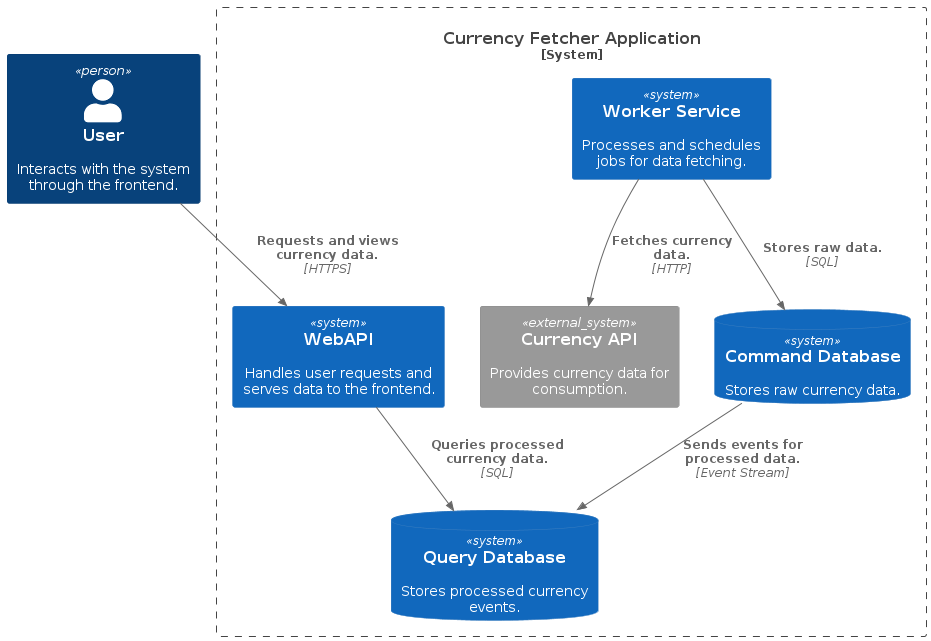 Currency Fetcher Application
[System]
«person»
User
Interacts with the system
through the frontend.
«system»
Worker Service
Processes and schedules
jobs for data fetching.
Requests and views
currency data.
[HTTPS]
Fetches currency
data.
[HTTP]
Stores raw data.
[SQL]
«system»
WebAPI
Handles user requests and
serves data to the frontend.
«external_system»
Currency API
Provides currency data for
consumption.
«system»
Command Database
Stores raw currency data.
Queries processed
currency data.
[SQL]
Sends events for
processed data.
[Event Stream]
«system»
Query Database
Stores processed currency
events.